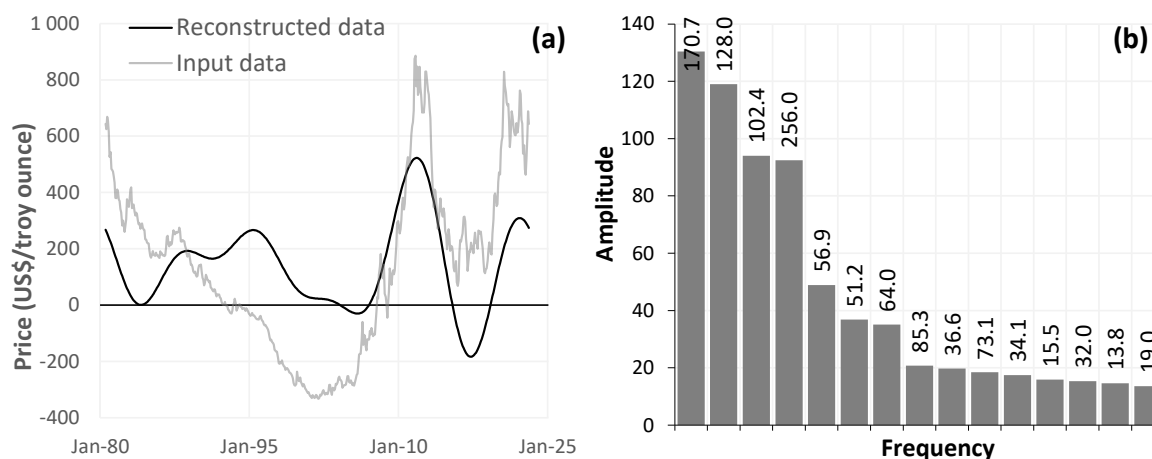 1 000
800
600
400
200
0
-200
-400
Price (US$/troy ounce)
Reconstructed data
Input data
(a)
Jan-80
Jan-95
Jan-10
Jan-25
140
120
100
80
60
40
20
0
Amplitude
170.7
128.0
102.4
256.0
56.9
51.2
64.0
85.3
36.6
73.1
34.1
15.5
32.0
13.8
19.0
(b)
Frequency